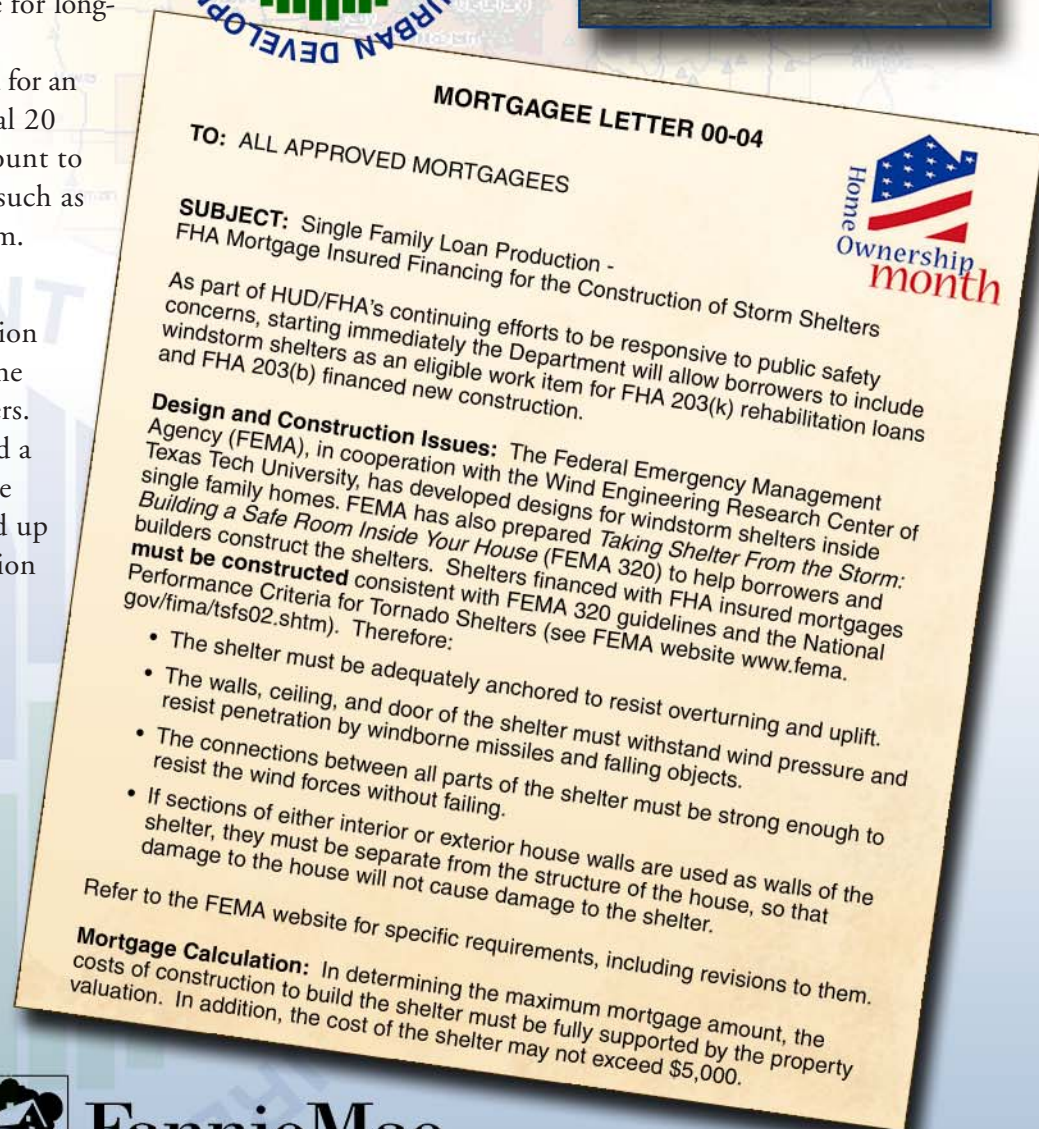 e for long-
for an
al 20
ount to
such as
m.
ion
ne
ers.
d a
e
d up
ion
URBAN DEVELOP
MORTGAGEE LETTER 00-04
TO: ALL APPROVED MORTGAGEES
Home
Ownership
month
SUBJECT: Single Family Loan Production -
FHA Mortgage Insured Financing for the Construction of Storm Shelters
As part of HUD/FHA's continuing efforts to be responsive to public safety
concerns, starting immediately the Department will allow borrowers to include
windstorm shelters as an eligible work item for FHA 203(k) rehabilitation loans
and FHA 203(b) financed new construction.
Design and Construction Issues: The Federal Emergency Management
Agency (FEMA), in cooperation with the Wind Engineering Research Center of
Texas Tech University, has developed designs for windstorm shelters inside
single family homes. FEMA has also prepared Taking Shelter From the Storm:
Building a Safe Room Inside Your House (FEMA 320) to help borrowers and
builders construct the shelters. Shelters financed with FHA insured mortgages
must be constructed consistent with FEMA 320 guidelines and the National
Performance Criteria for Tornado Shelters (see FEMA website www.fema.
gov/fima/tsfs02.shtm). Therefore:
• The shelter must be adequately anchored to resist overturning and uplift.
• The walls, ceiling, and door of the shelter must withstand wind pressure and
resist penetration by windborne missiles and falling objects.
• The connections between all parts of the shelter must be strong enough to
resist the wind forces without failing.
• If sections of either interior or exterior house walls are used as walls of the
shelter, they must be separate from the structure of the house, so that
damage to the house will not cause damage to the shelter.
Refer to the FEMA website for specific requirements, including revisions to them.
Mortgage Calculation: In determining the maximum mortgage amount, the
costs of construction to build the shelter must be fully supported by the property
valuation. In addition, the cost of the shelter may not exceed $5,000.
FannieMae